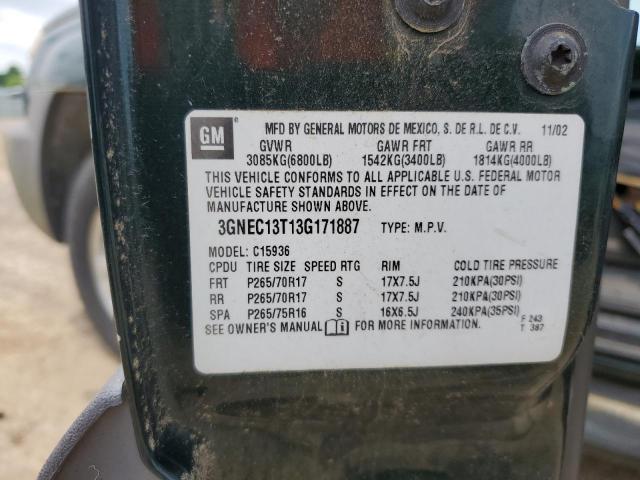 GM ®
MFD BY GENERAL MOTORS DE MEXICO, S. DE R.L. DE C.V. 11/02
GVWR GAWR FRT GAWR RR
3085KG(6800LB) 1542KG(3400LB) 1814KG(4000LB)
THIS VEHICLE CONFORMS TO ALL APPLICABLE U.S. FEDERAL MOTOR
VEHICLE SAFETY STANDARDS IN EFFECT ON THE DATE OF
MANUFACTURE SHOWN ABOVE.
3GNEC13T13G171887 TYPE: M.P.V.
MODEL: C15936
CPDU TIRE SIZE SPEED RTG RIM COLD TIRE PRESSURE
FRT P265/70R17 S 17X7.5J 210KPA(30PSI)
RR P265/70R17 S 17X7.5J 210KPA(30PSI)
SPA P265/75R16 S 16X6.5J 240KPA(35PSI)
SEE OWNER'S MANUAL FOR MORE INFORMATION.
F 243
T 387